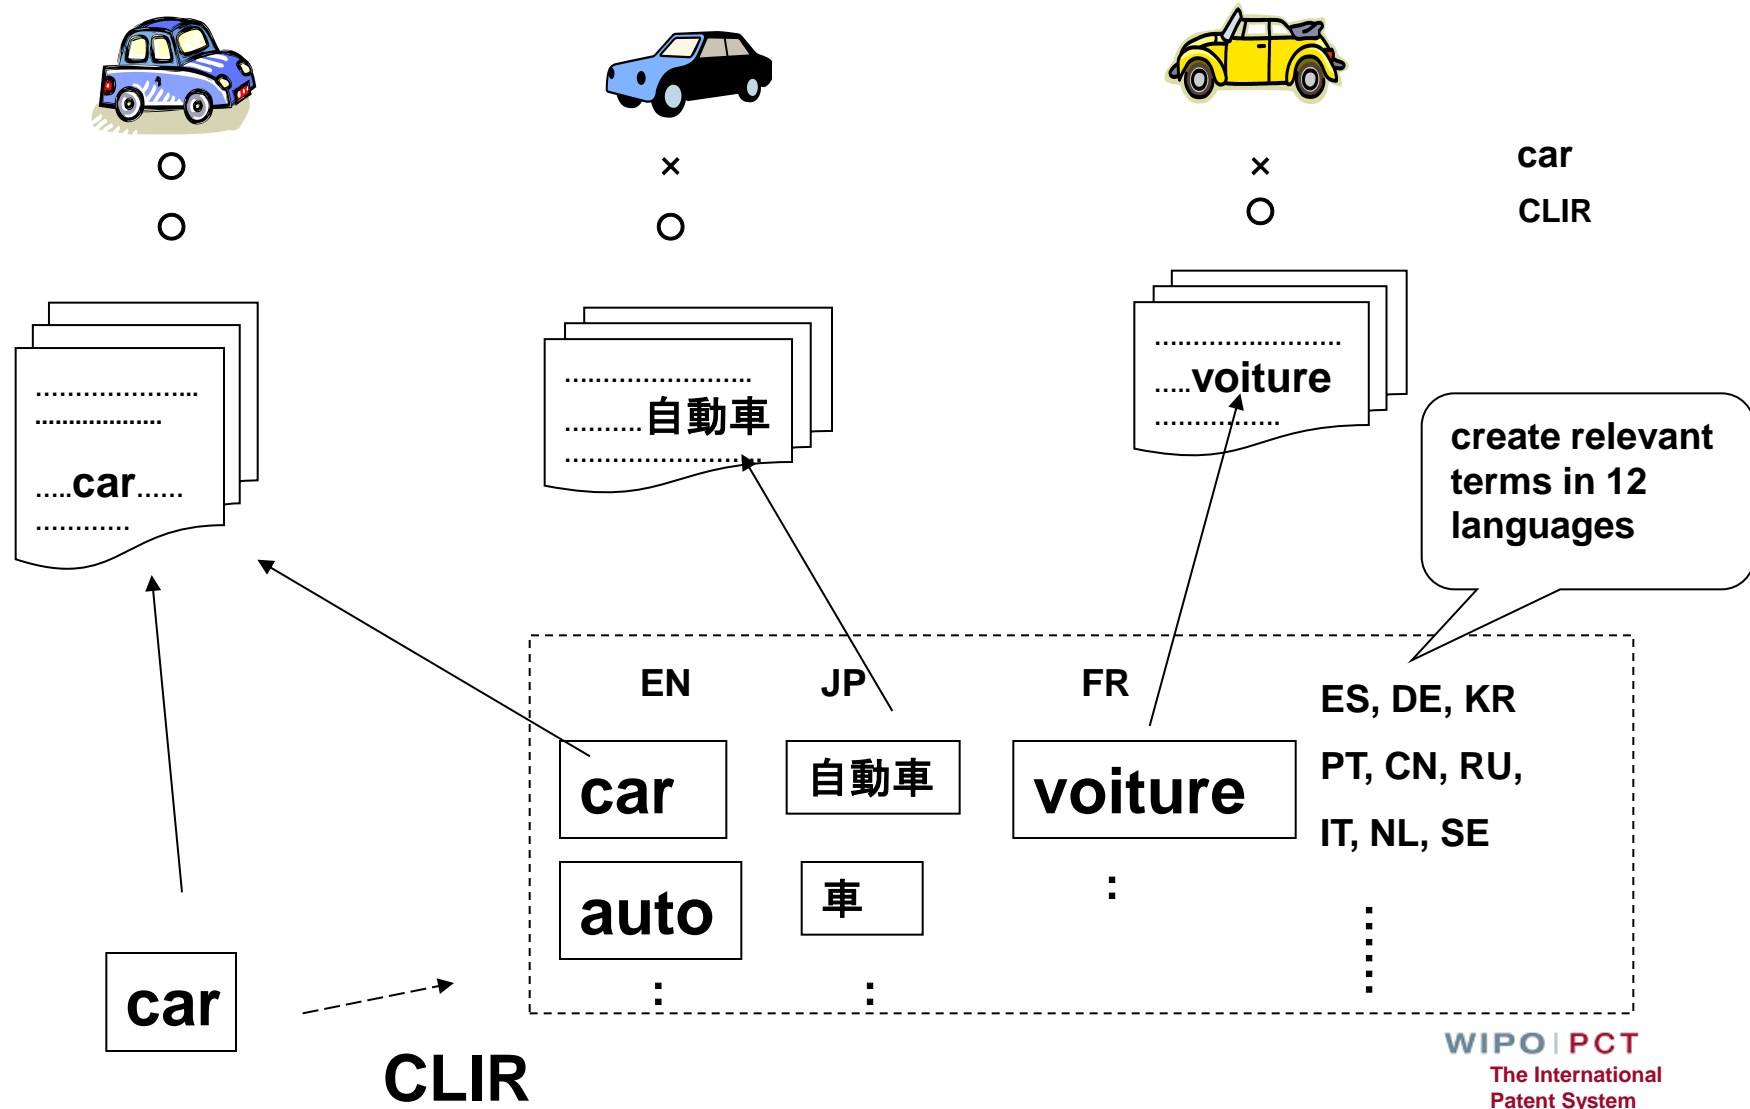 ○ × × car
○ ○ ○ CLIR
......................
.....voiture
................
.......................
..........自動車
.........................
.....................
...................
.....car......
............
create relevant
terms in 12
languages
EN JP FR
ES, DE, KR
car 自動車 voiture
PT, CN, RU,
IT, NL, SE
auto 車 :
: :
car
CLIR
WIPO | PCT
The International
Patent System